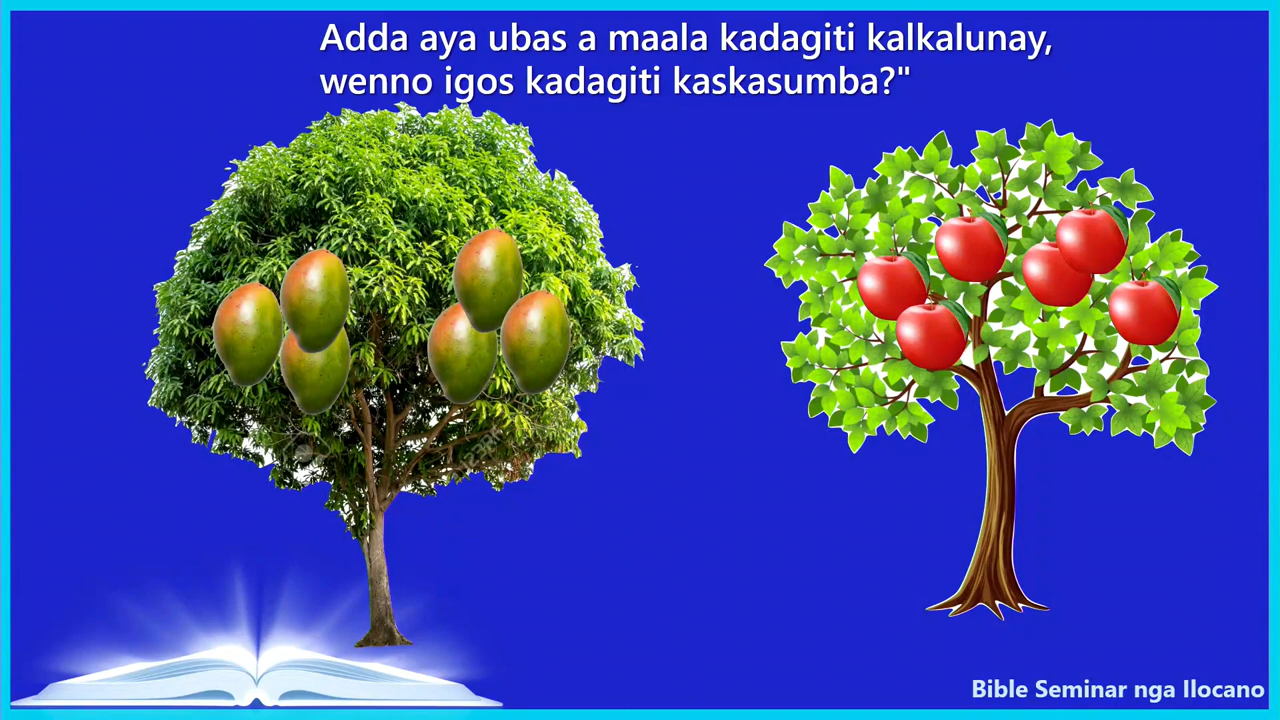 Adda aya ubas a maala kadagiti kalkalunay,
wenno igos kadagiti kaskasumba?"
Bible Seminar nga Ilocano